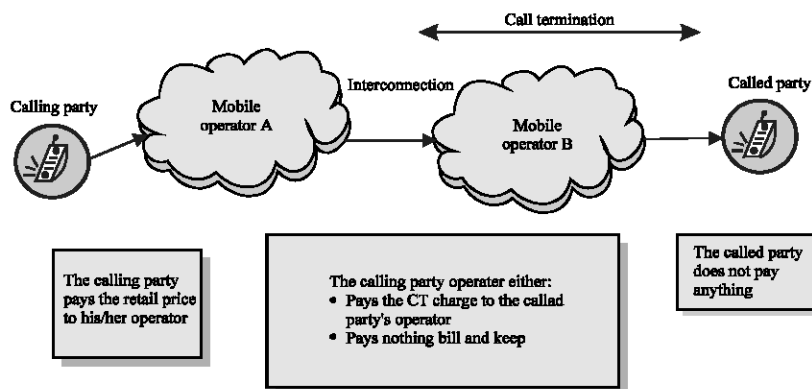 Call termination
Calling party
Mobile
operator A
Interconnection
Mobile
operator B
Called party
The calling party
pays the retail price
to his/her operator
The calling party operater either:
• Pays the CT charge to the callad
party's operator
• Pays nothing bill and keep
The called party
does not pay
anything